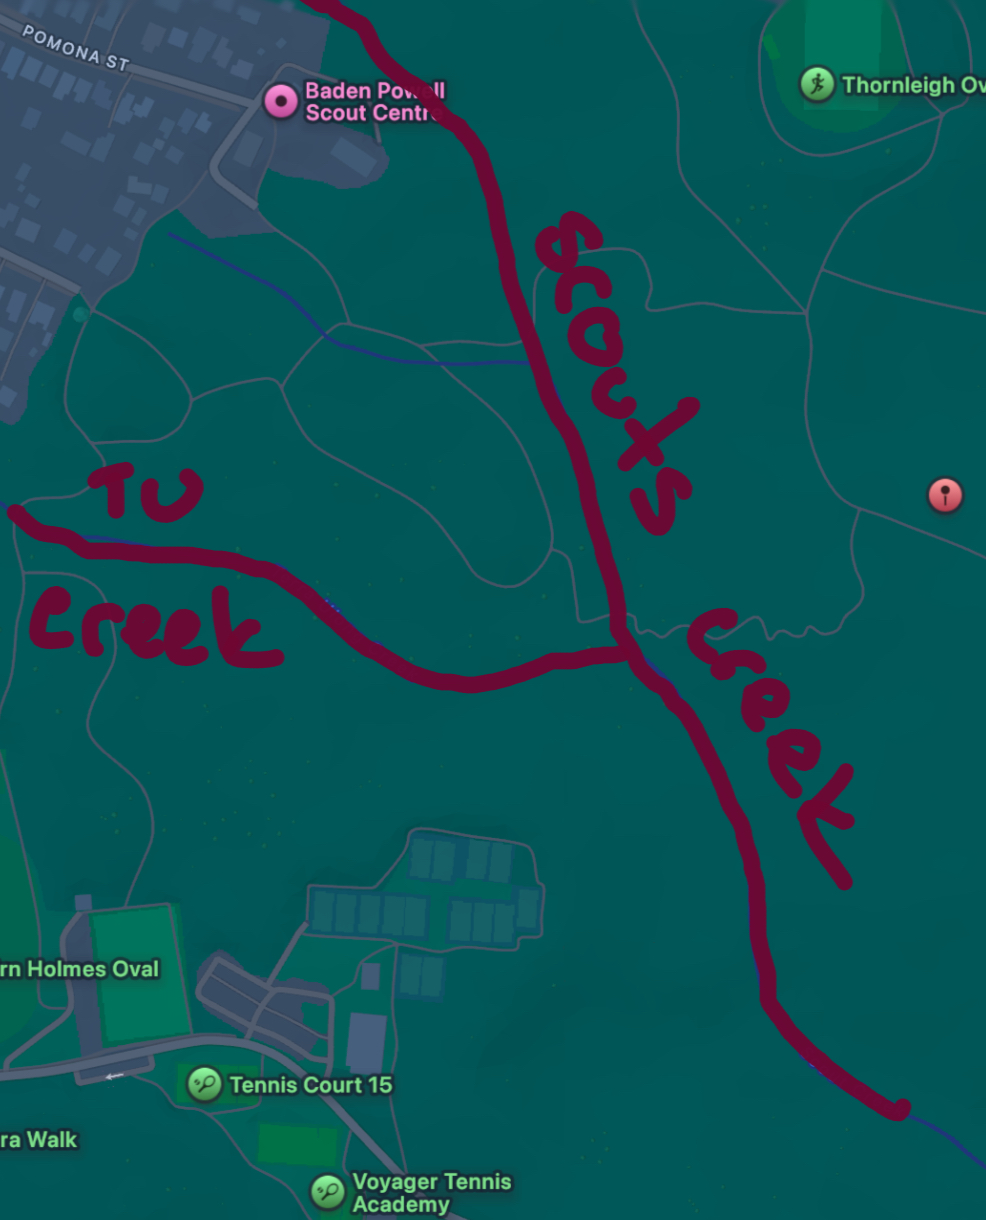 POMONA ST
Baden Powell
Scout Centre
Thornleigh Ov
scouts
creek
TU
creek
rn Holmes Oval
Tennis Court 15
ra Walk
Voyager Tennis
Academy